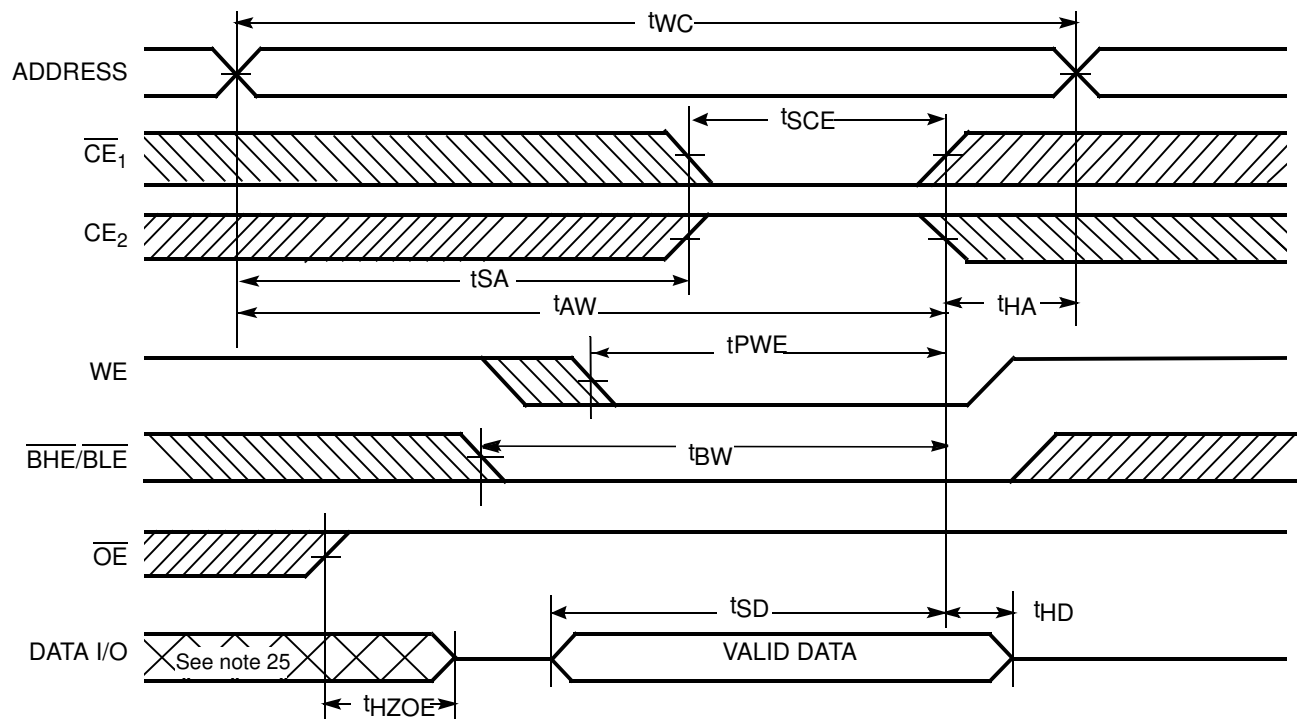 tWC
ADDRESS
tSCE
CE1
CE2
tSA
tAW
tHA
tPWE
WE
BHE/BLE
tBW
OE
tSD
tHD
DATA I/O
See note 25
VALID DATA
tHZOE